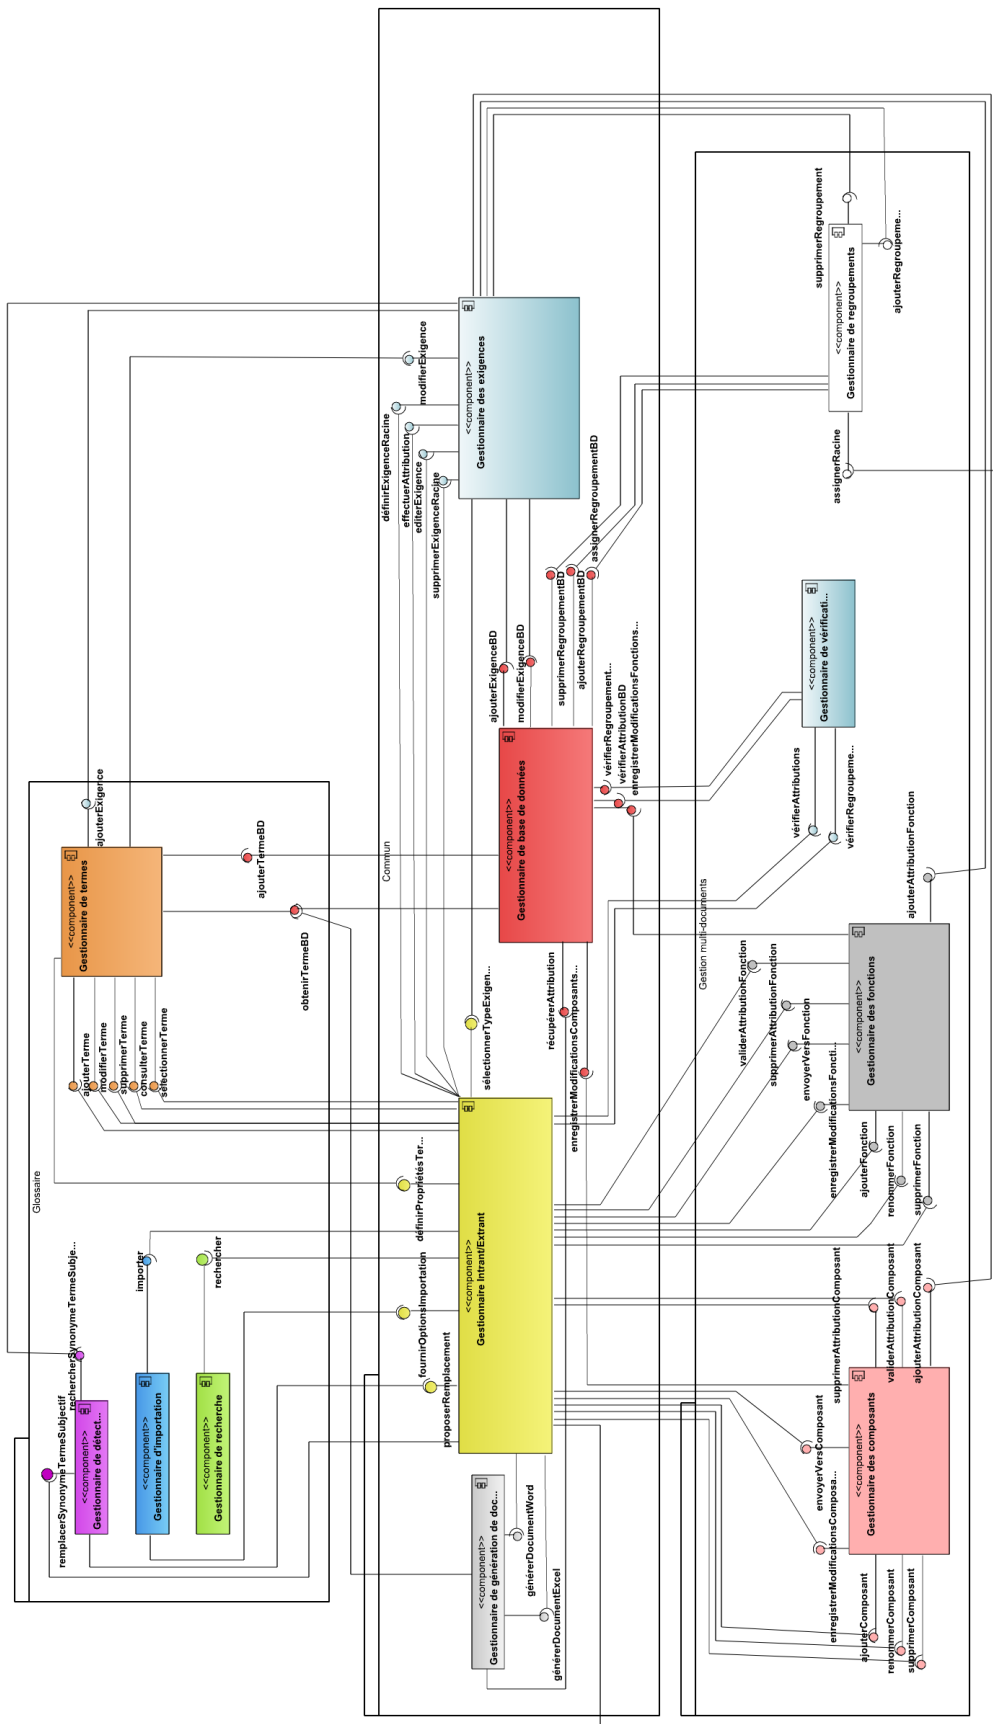 Glossaire
<<component>>
Gestionnaire de détect...
remplacerSynonymeTermeSubjectif
rechercherSynonymeTermeSubje...
<<component>>
Gestionnaire d'importation
importer
<<component>>
Gestionnaire de recherche
rechercher
<<component>>
Gestionnaire de termes
ajouterTerme
modifierTerme
supprimerTerme
consulterTerme
sélectionnerTerme
ajouterExigence
ajouterTermeBD
obtenirTermeBD
Commun
<<component>>
Gestionnaire de génération de doc...
générerDocumentWord
générerDocumentExcel
<<component>>
Gestionnaire Intrant/Extrant
proposerRemplacement
fournirOptionsImportation
définirPropriétésTer...
sélectionnerTypeExigen...
<<component>>
Gestionnaire de base de données
récupérerAttribution
enregistrerModificationsComposants...
ajouterExigenceBD
modifierExigenceBD
supprimerRegroupementBD
ajouterRegroupementBD
assignerRegroupementBD
vérifierRegroupement...
vérifierAttributionBD
enregistrerModificationsFonctions...
<<component>>
Gestionnaire des exigences
définirExigenceRacine
effectuerAttribution
editerExigence
supprimerExigenceRacine
modifierExigence
Gestion multi-documents
<<component>>
Gestionnaire des composants
ajouterComposant
renommerComposant
supprimerComposant
enregistrerModificationsComposa...
envoyerVersComposant
supprimerAttributionComposant
validerAttributionComposant
ajouterAttributionComposant
<<component>>
Gestionnaire des fonctions
ajouterFonction
renommerFonction
supprimerFonction
enregistrerModificationsFoncti...
envoyerVersFonction
supprimerAttributionFonction
validerAttributionFonction
ajouterAttributionFonction
<<component>>
Gestionnaire de vérificati...
vérifierAttributions
vérifierRegroupeme...
<<component>>
Gestionnaire de regroupements
assignerRacine
supprimerRegroupement
ajouterRegroupeme...